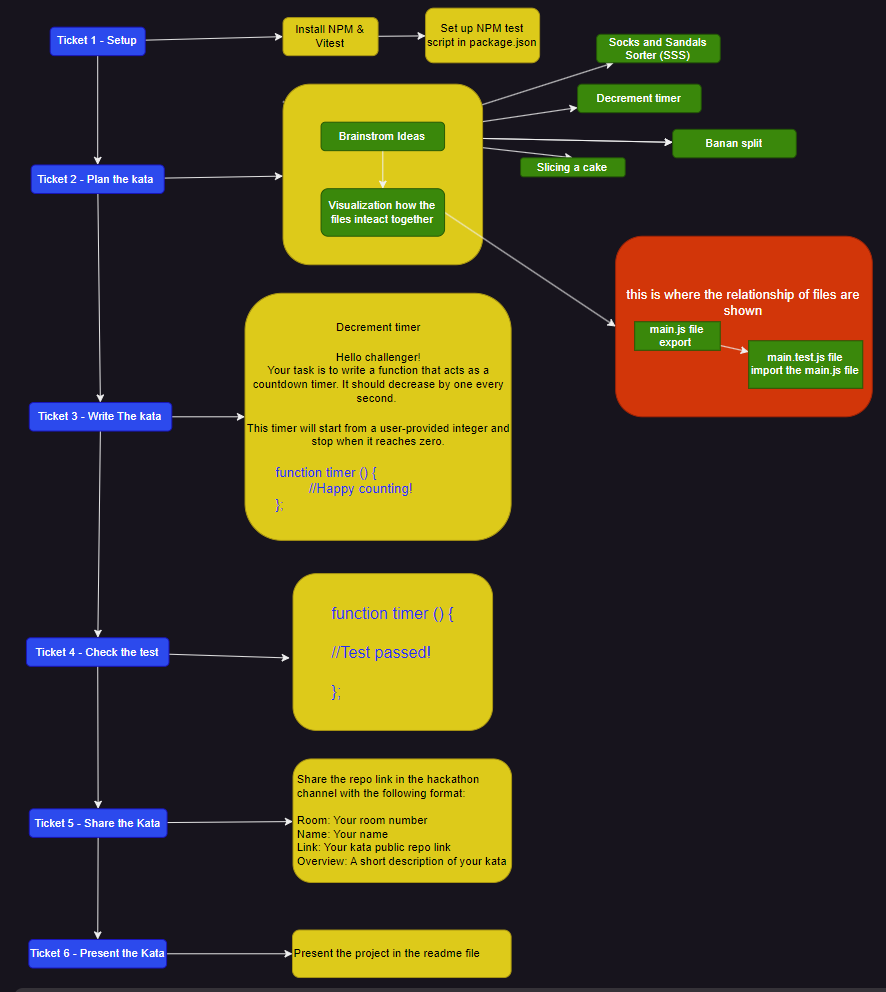 Ticket 1 - Setup
Install NPM &
Vitest
Set up NPM test
script in package.json
Socks and Sandals
Sorter (SSS)
Decrement timer
Banan split
Slicing a cake
Ticket 2 - Plan the kata
Brainstrom Ideas
Visualization how the
files inteact together
this is where the relationship of files are
shown
main.js file
export
main.test.js file
import the main.js file
Ticket 3 - Write The kata
Decrement timer
Hello challenger!
Your task is to write a function that acts as a
countdown timer. It should decrease by one every
second.
This timer will start from a user-provided integer and
stop when it reaches zero.
function timer () {
//Happy counting!
};
Ticket 4 - Check the test
function timer () {
//Test passed!
};
Ticket 5 - Share the Kata
Share the repo link in the hackathon
channel with the following format:
Room: Your room number
Name: Your name
Link: Your kata public repo link
Overview: A short description of your kata
Ticket 6 - Present the Kata
Present the project in the readme file